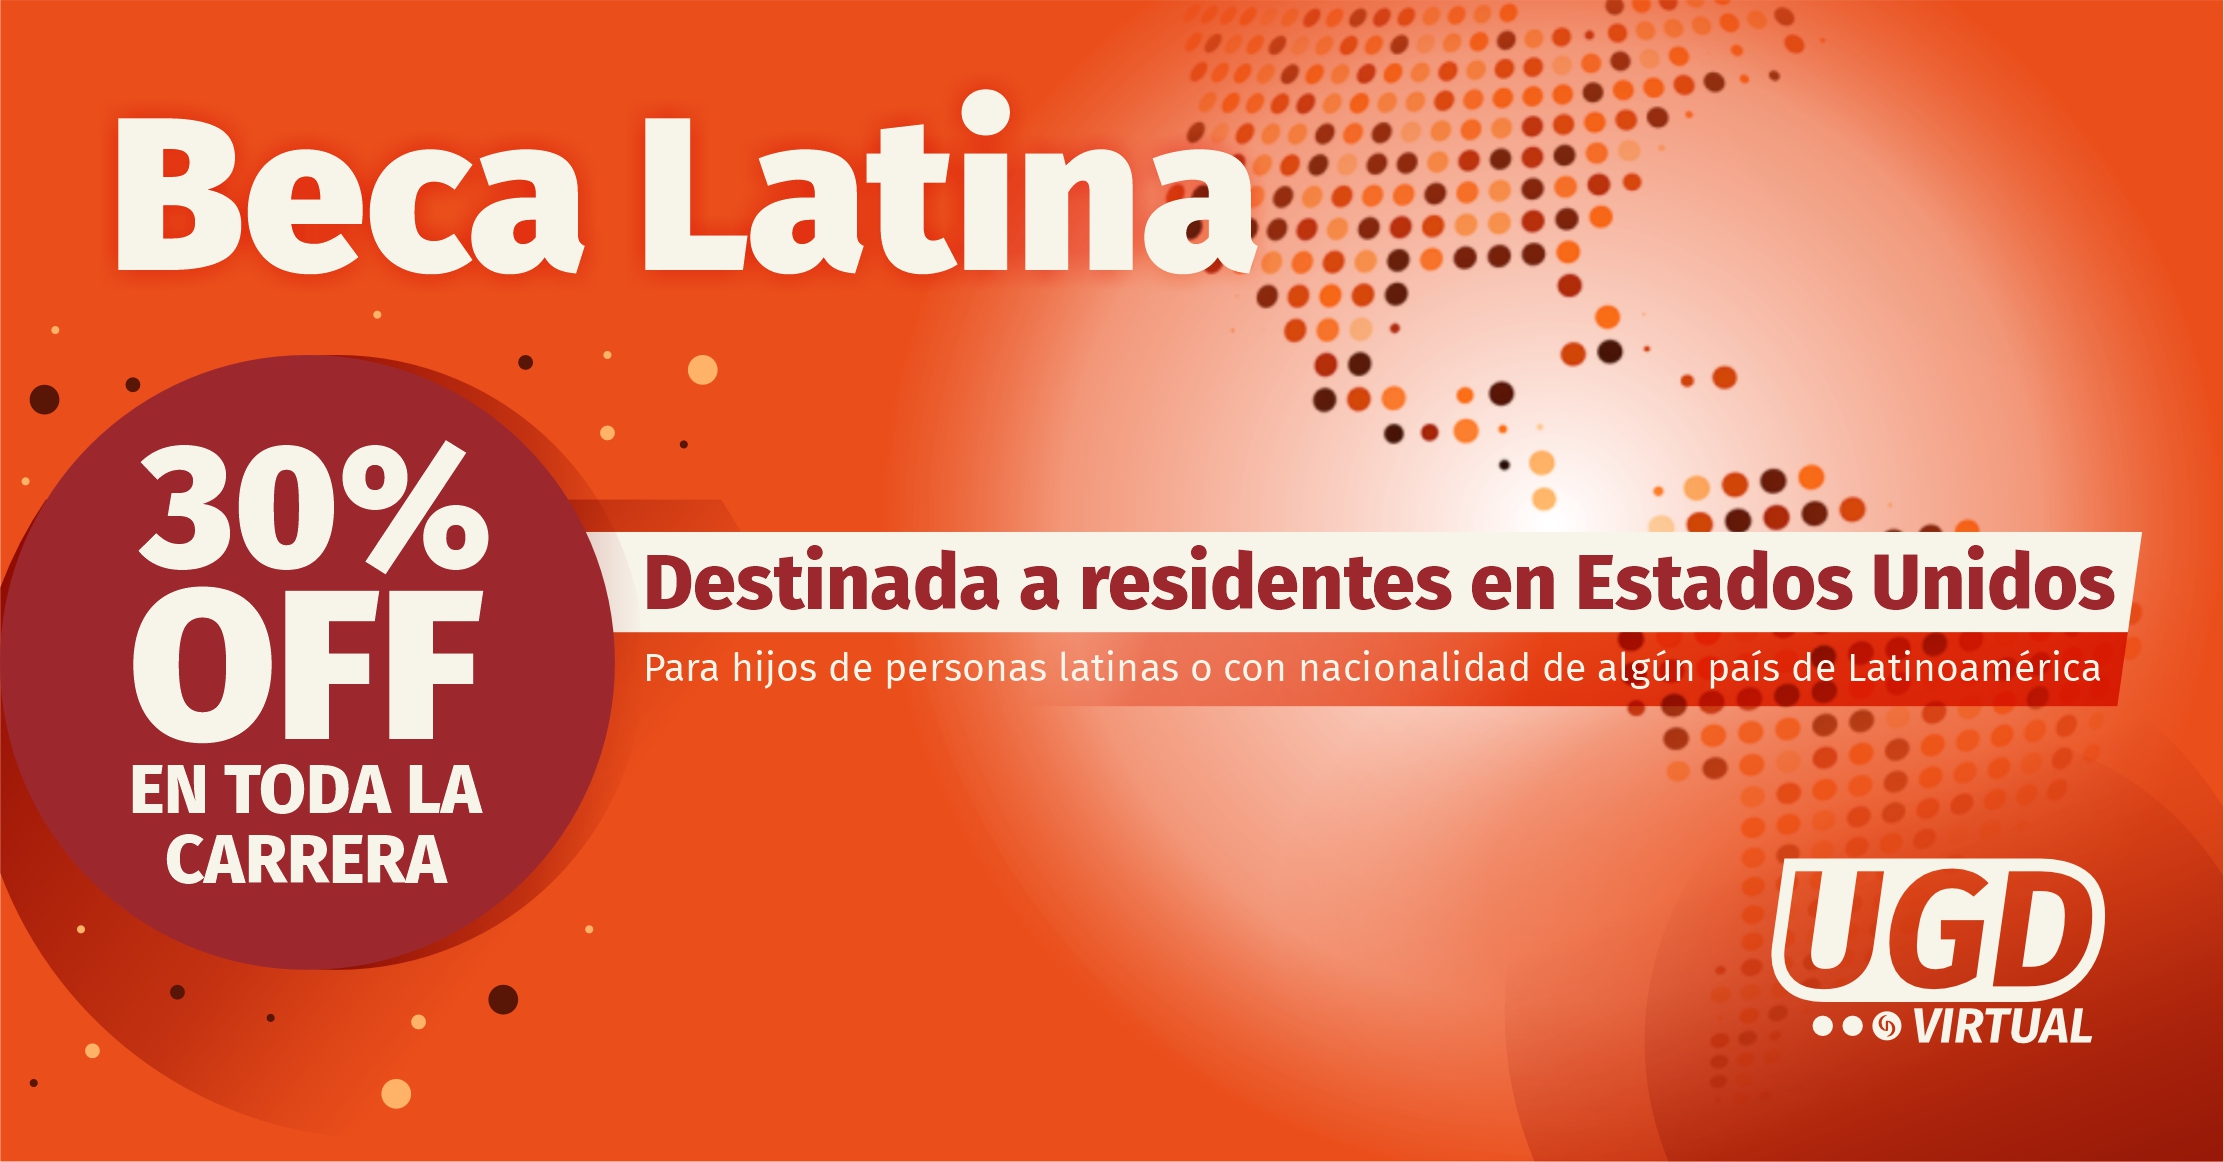 Beca Latina
30%
OFF
EN TODA LA
CARRERA
Destinada a residentes en Estados Unidos
Para hijos de personas latinas o con nacionalidad de algún país de Latinoamérica
UGD
VIRTUAL